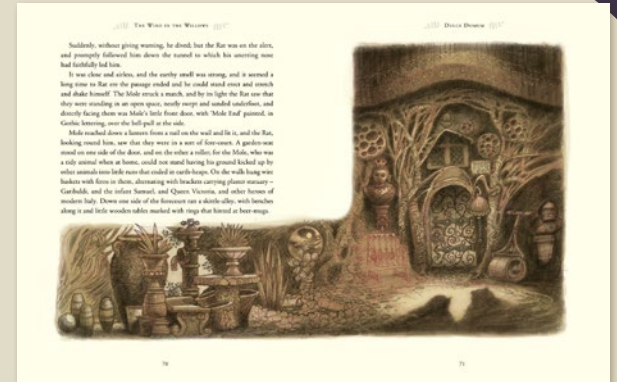 THE WIND IN THE WILLOWS
Suddenly, without giving warning, he dived; but the Rat was on the alert,
and promptly followed him down the tunnel to which his unerring nose
had faithfully led him.
It was close and airless, and the earthy smell was strong, and it seemed a
long time to Rat ere the passage ended and he could stand erect and stretch
and shake himself. The Mole struck a match, and by its light the Rat saw that
they were standing in an open space, neatly swept and sanded underfoot, and
directly facing them was Mole's little front door, with 'Mole End' painted, in
Gothic lettering, over the bell-pull at the side.
Mole reached down a lantern from a nail on the wall and lit it, and the Rat,
looking round him, saw that they were in a sort of fore-court. A garden-seat
stood on one side of the door, and on the other a roller; for the Mole, who was
a tidy animal when at home, could not stand having his ground kicked up by
other animals into little runs that ended in earth-heaps. On the walls hung wire
baskets with ferns in them, alternating with brackets carrying plaster statuary –
Garibaldi, and the infant Samuel, and Queen Victoria, and other heroes of
modern Italy. Down one side of the forecourt ran a skittle-alley, with benches
along it and little wooden tables marked with rings that hinted at beer-mugs.
70
DULCE DOMUM
71